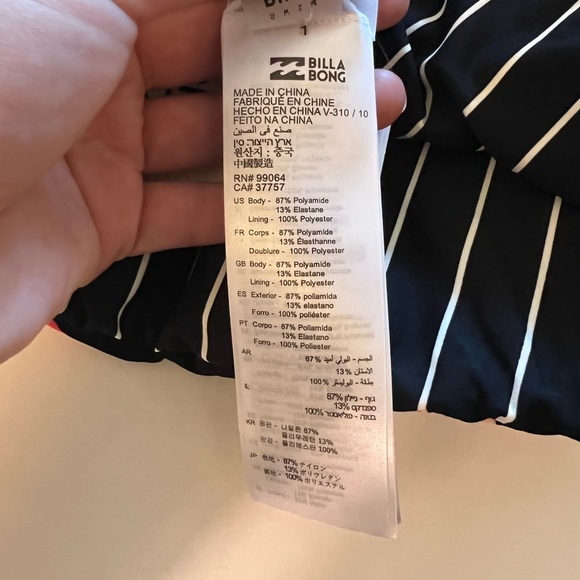 BILLA
BONG
MADE IN CHINA
FABRIQUÉ EN CHINE
HECHO EN CHINA V-310 / 10
FEITO NA CHINA
صنع في الصين
ארץ הייצור: סין
원산지 : 중국
中國製造
RN# 99064
CA# 37757
US Body - 87% Polyamide
13% Elastane
Lining - 100% Polyester
FR Corps - 87% Polyamide
13% Élasthanne
Doublure - 100% Polyester
GB Body - 87% Polyamide
13% Elastane
Lining - 100% Polyester
ES Exterior - 87% poliamida
13% elastano
Forro - 100% poliéster
PT Corpo - 87% Poliamida
13% Elastano
Forro - 100% Poliester
AR الجسم - البولي أميد 87%
الاستان 13%
بطانة - البوليستر 100%
IL גוף - ניילון 87%
ספנדקס 13%
בטנה - פוליאסטר 100%
KR 원판 - 나일론 87%
폴리우레탄 13%
안감 - 폴리에스터 100%
JP 表地 - 87% ナイロン
13% ポリウレタン
裏地 - 100% ポリエステル